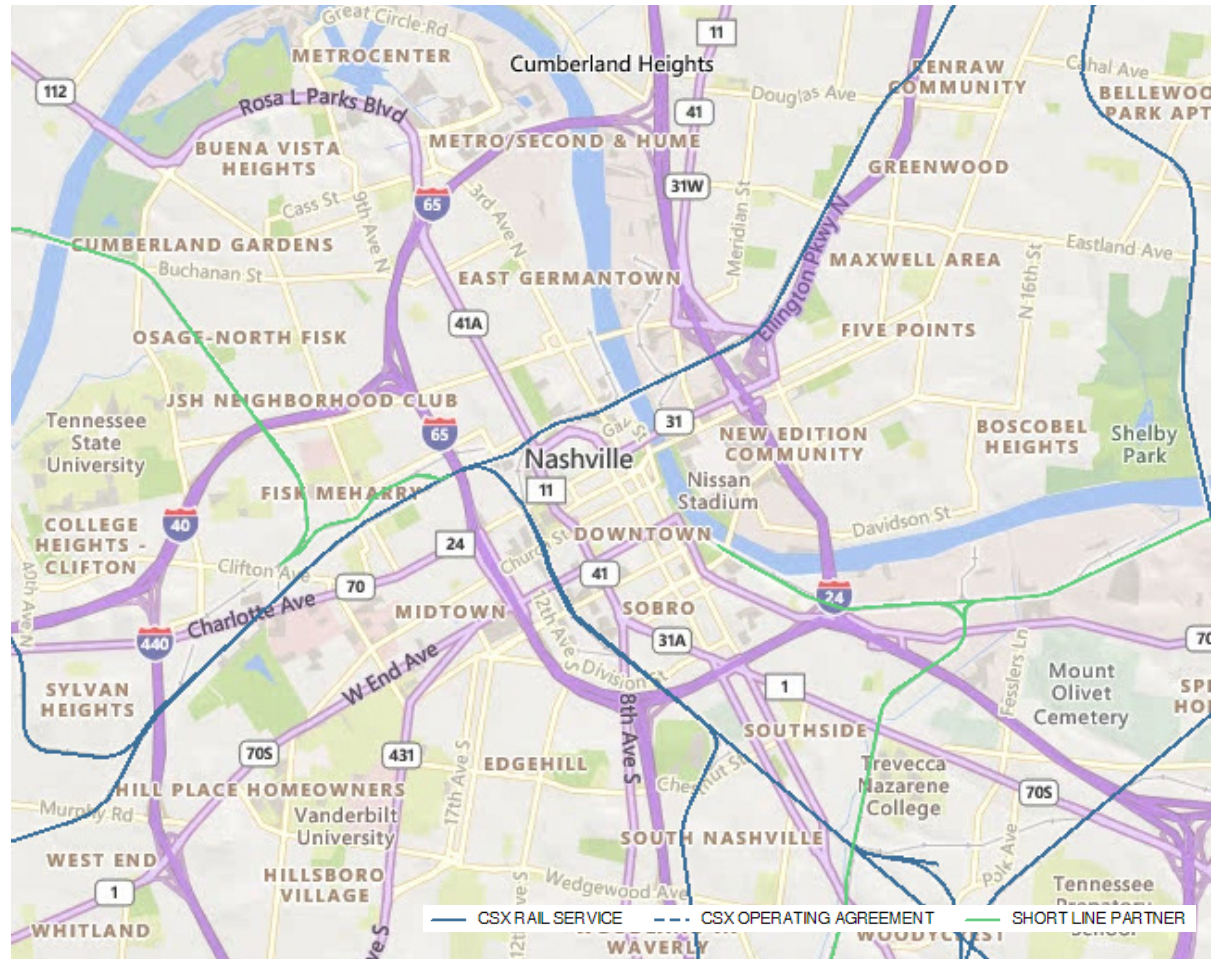 Great Circle Rd
METROCENTER
11
Cumberland Heights
RENRAW
COMMUNITY
Cahal Ave
112
Rosa L Parks Blvd
41
Douglas Ave
BELLEWOO
PARK APT
BUENA VISTA
HEIGHTS
METRO/SECOND & HUME
GREENWOOD
65
3rd Ave N
31W
Cass St
9th Ave N
Meridian St
CUMBERLAND GARDENS
Buchanan St
EAST GERMANTOWN
Ellington Pkwy N
MAXWELL AREA
Eastland Ave
N 16th St
OSAGE-NORTH FISK
41A
FIVE POINTS
JSH NEIGHBORHOOD CLUB
Tennessee
State
University
65
31
NEW EDITION
COMMUNITY
BOSCOBEL
HEIGHTS
Shelby
Park
Nashville
FISK MEHARRY
11
Nissan
Stadium
COLLEGE
HEIGHTS -
CLIFTON
40
24
Church St
DOWNTOWN
Davidson St
40th Ave N
Clifton Ave
70
41
24
Charlotte Ave
MIDTOWN
12th Ave S
SOBRO
31A
440
70
W End Ave
Division St
Fesslers Ln
Mount
Olivet
Cemetery
SYLVAN
HEIGHTS
1
8th Ave S
SOUTHSIDE
70S
431
17th Ave S
EDGEHILL
Chestnut St
Trevecca
Nazarene
College
70S
HILL PLACE HOMEOWNERS
Murphy Rd
Vanderbilt
University
SOUTH NASHVILLE
Polk Ave
WEST END
1
HILLSBORO
VILLAGE
12th Ave S
Wedgewood Ave
Tennessee
CSX RAIL SERVICE
CSX OPERATING AGREEMENT
SHORT LINE PARTNER
WHITLAND
WAVERLY